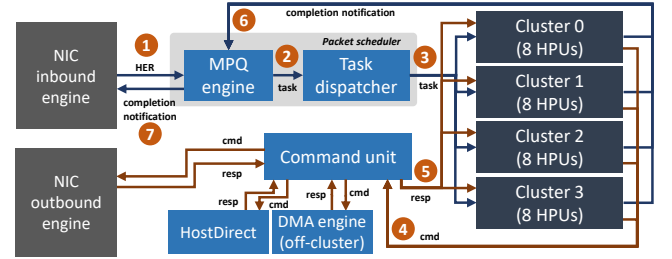 6
completion notification
Cluster 0
(8 HPUs)
NIC
inbound
engine
1
HER
completion
notification
7
Packet scheduler
MPQ
engine
2
task
Task
dispatcher
3
task
Cluster 1
(8 HPUs)
Cluster 2
(8 HPUs)
Cluster 3
(8 HPUs)
NIC
outbound
engine
cmd
resp
Command unit
5
resp
resp
cmd
resp
cmd
4
cmd
HostDirect
DMA engine
(off-cluster)